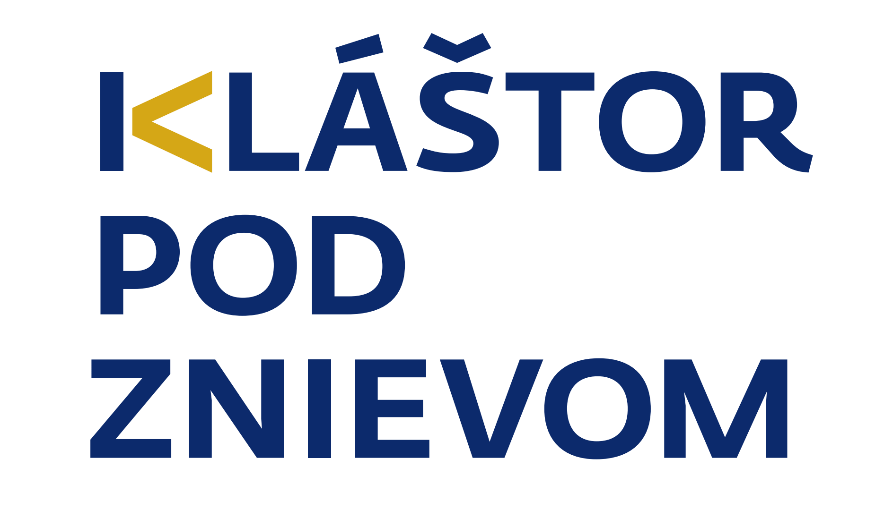 KLÁŠTOR
POD
ZNIEVOM